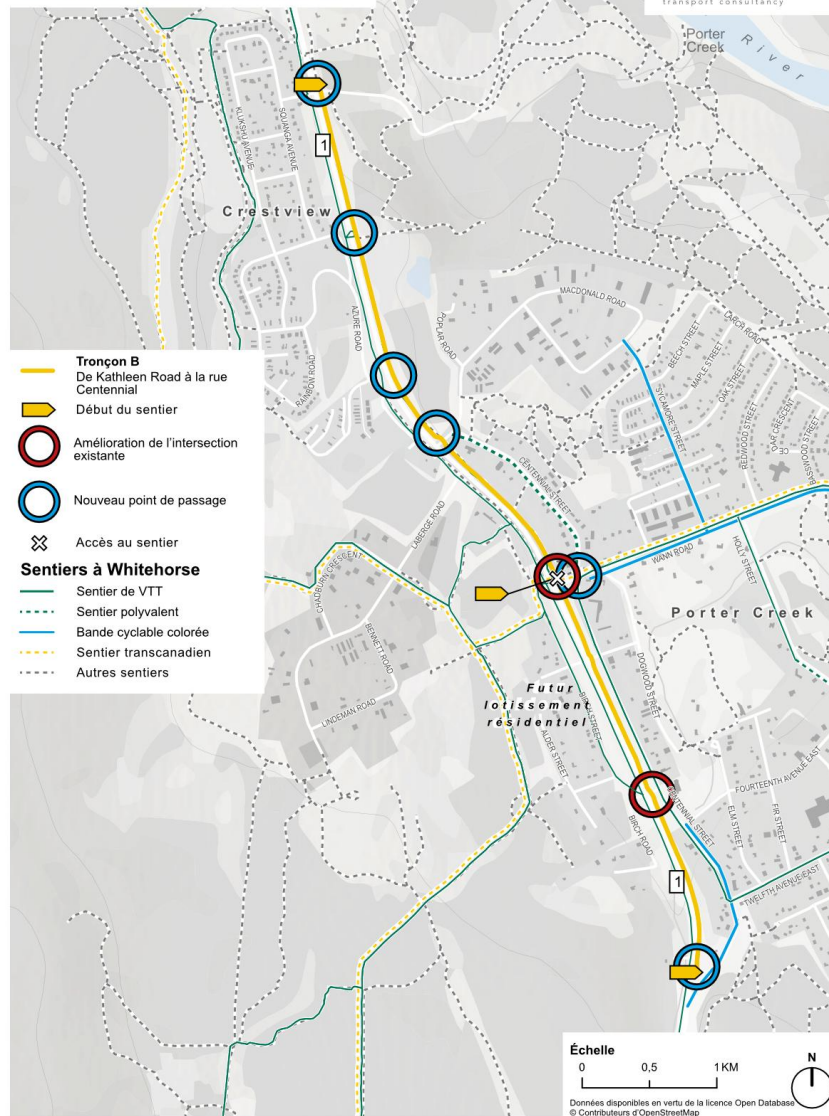 transport consultancy
Porter
Creek
River
KLUKSHU AVENUE
SQUANGA AVENUE
1
Crestview
AZURE ROAD
RAINBOW ROAD
POPLAR ROAD
MACDONALD ROAD
LARCH ROAD
BEECH STREET
MAPLE STREET
OAK STREET
SYCAMORE STREET
REDWOOD STREET
BASSWOOD STREET
CENTENNIAL STREET
LABERGE ROAD
WANN ROAD
HOLLY STREET
Porter Creek
CHADBURN CRESCENT
BENNETT ROAD
LINDEMAN ROAD
Futur
lotissement
résidentiel
BIRCH STREET
ALDER STREET
DOGWOOD STREET
BIRCH ROAD
CENTENNIAL STREET
FOURTEENTH AVENUE EAST
ELM STREET
FIR STREET
TWELFTH AVENUE EAST
1
Tronçon B
De Kathleen Road à la rue
Centennial
Début du sentier
Amélioration de l'intersection
existante
Nouveau point de passage
Accès au sentier
Sentiers à Whitehorse
Sentier de VTT
Sentier polyvalent
Bande cyclable colorée
Sentier transcanadien
Autres sentiers
Échelle
0 0,5 1 KM
N
Données disponibles en vertu de la licence Open Database
© Contributeurs d'OpenStreetMap